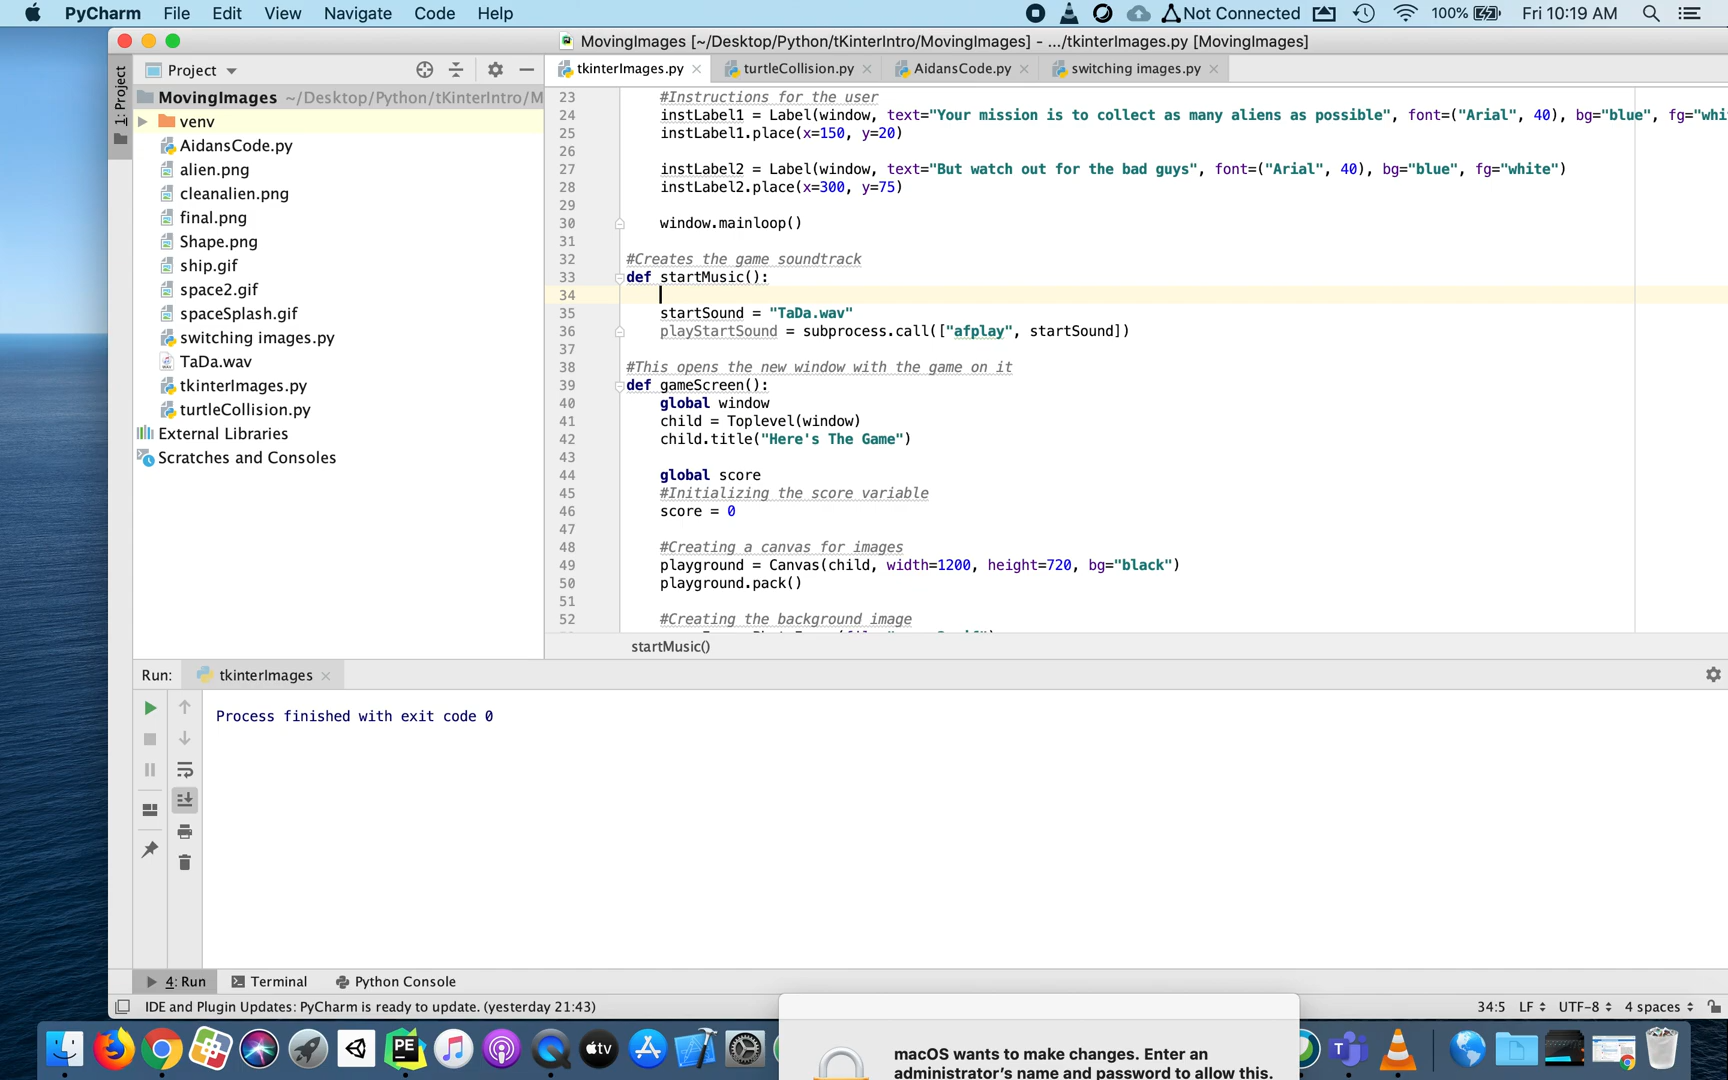 PyCharm File Edit View Navigate Code Help Not Connected 100% Fri 10:19 AM
MovingImages [~/Desktop/Python/tKinterIntro/MovingImages] - .../tkinterImages.py [MovingImages]
1: Project
Project
tkinterImages.py turtleCollision.py AidansCode.py switching images.py
MovingImages ~/Desktop/Python/tKinterIntro/M
venv
AidansCode.py
alien.png
cleanalien.png
final.png
Shape.png
ship.gif
space2.gif
spaceSplash.gif
switching images.py
TaDa.wav
tkinterImages.py
turtleCollision.py
External Libraries
Scratches and Consoles
23 #Instructions for the user
24 instLabel1 = Label(window, text="Your mission is to collect as many aliens as possible", font=("Arial", 40), bg="blue", fg="whi
25 instLabel1.place(x=150, y=20)
26
27 instLabel2 = Label(window, text="But watch out for the bad guys", font=("Arial", 40), bg="blue", fg="white")
28 instLabel2.place(x=300, y=75)
29
30 window.mainloop()
31
32 #Creates the game soundtrack
33 def startMusic():
34
35 startSound = "TaDa.wav"
36 playStartSound = subprocess.call(["afplay", startSound])
37
38 #This opens the new window with the game on it
39 def gameScreen():
40 global window
41 child = Toplevel(window)
42 child.title("Here's The Game")
43
44 global score
45 #Initializing the score variable
46 score = 0
47
48 #Creating a canvas for images
49 playground = Canvas(child, width=1200, height=720, bg="black")
50 playground.pack()
51
52 #Creating the background image
startMusic()
Run: tkinterImages
Process finished with exit code 0
4: Run Terminal Python Console
IDE and Plugin Updates: PyCharm is ready to update. (yesterday 21:43) 34:5 LF UTF-8 4 spaces
PE
tv
macOS wants to make changes. Enter an
administrator's name and password to allow this.